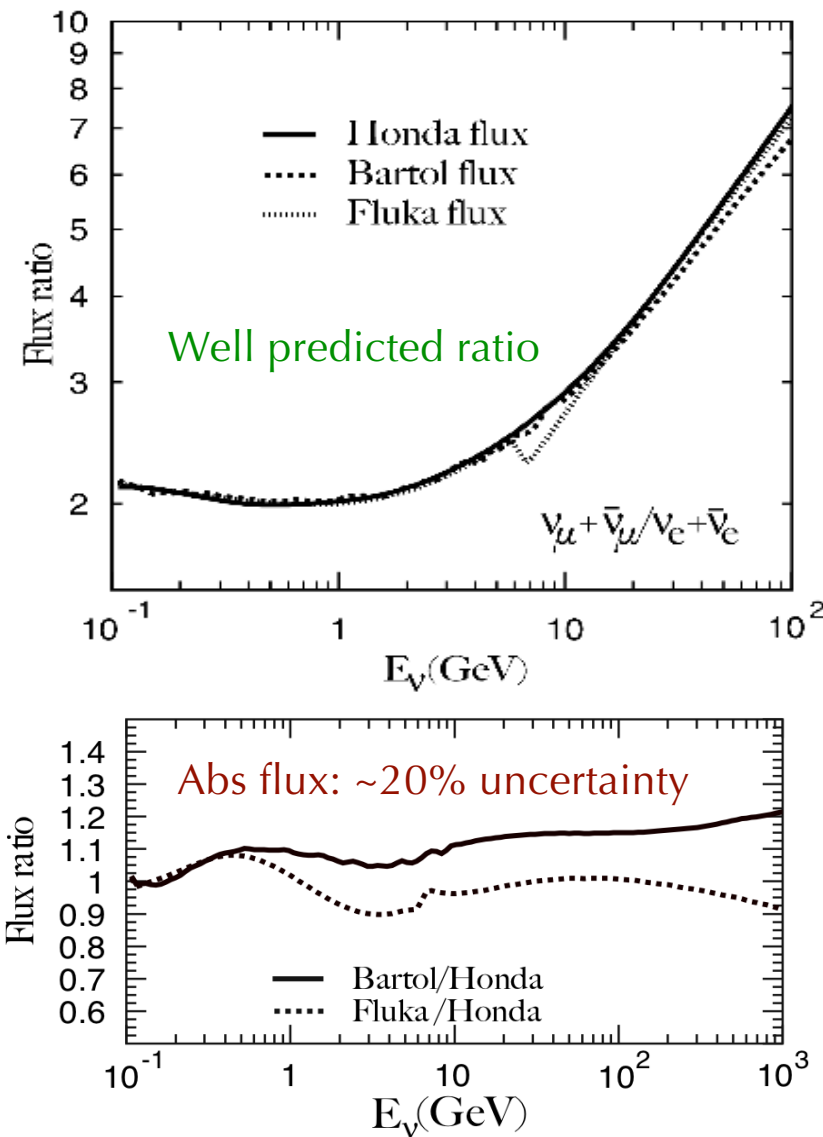 10
9
8
7
6
5
4
3
2
Flux ratio
Honda flux
Bartol flux
Fluka flux
Well predicted ratio
νμ + ν̄μ/νe + ν̄e
10⁻¹ 1 10 10²
Eν(GeV)
1.4
1.3
1.2
1.1
1
0.9
0.8
0.7
0.6
Flux ratio
Abs flux: ~20% uncertainty
Bartol/Honda
Fluka/Honda
10⁻¹ 1 10 10² 10³
Eν(GeV)